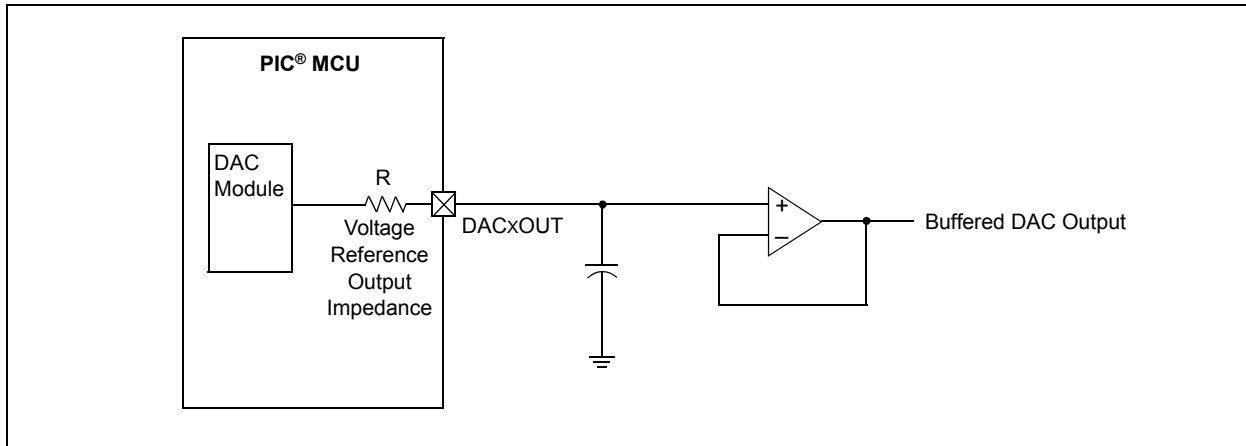 PIC® MCU
DAC
Module
R
Voltage
Reference
Output
Impedance
DACxOUT
+
–
Buffered DAC Output